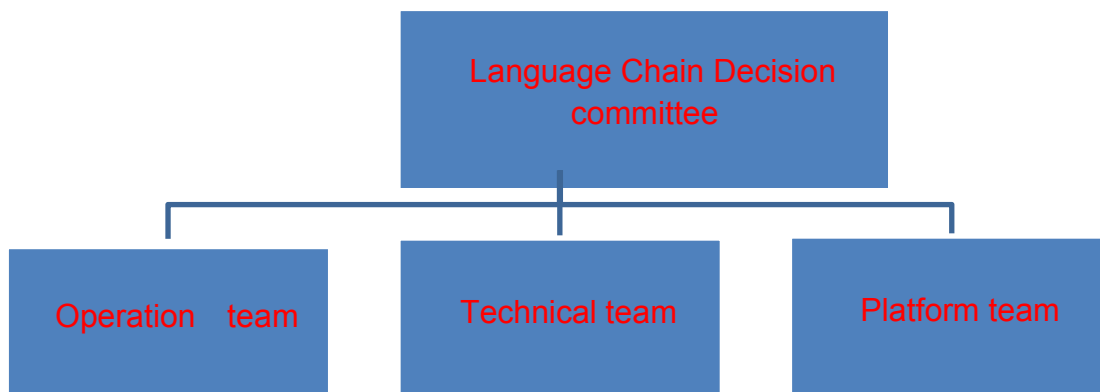 Language Chain Decision
committee
Operation team
Technical team
Platform team